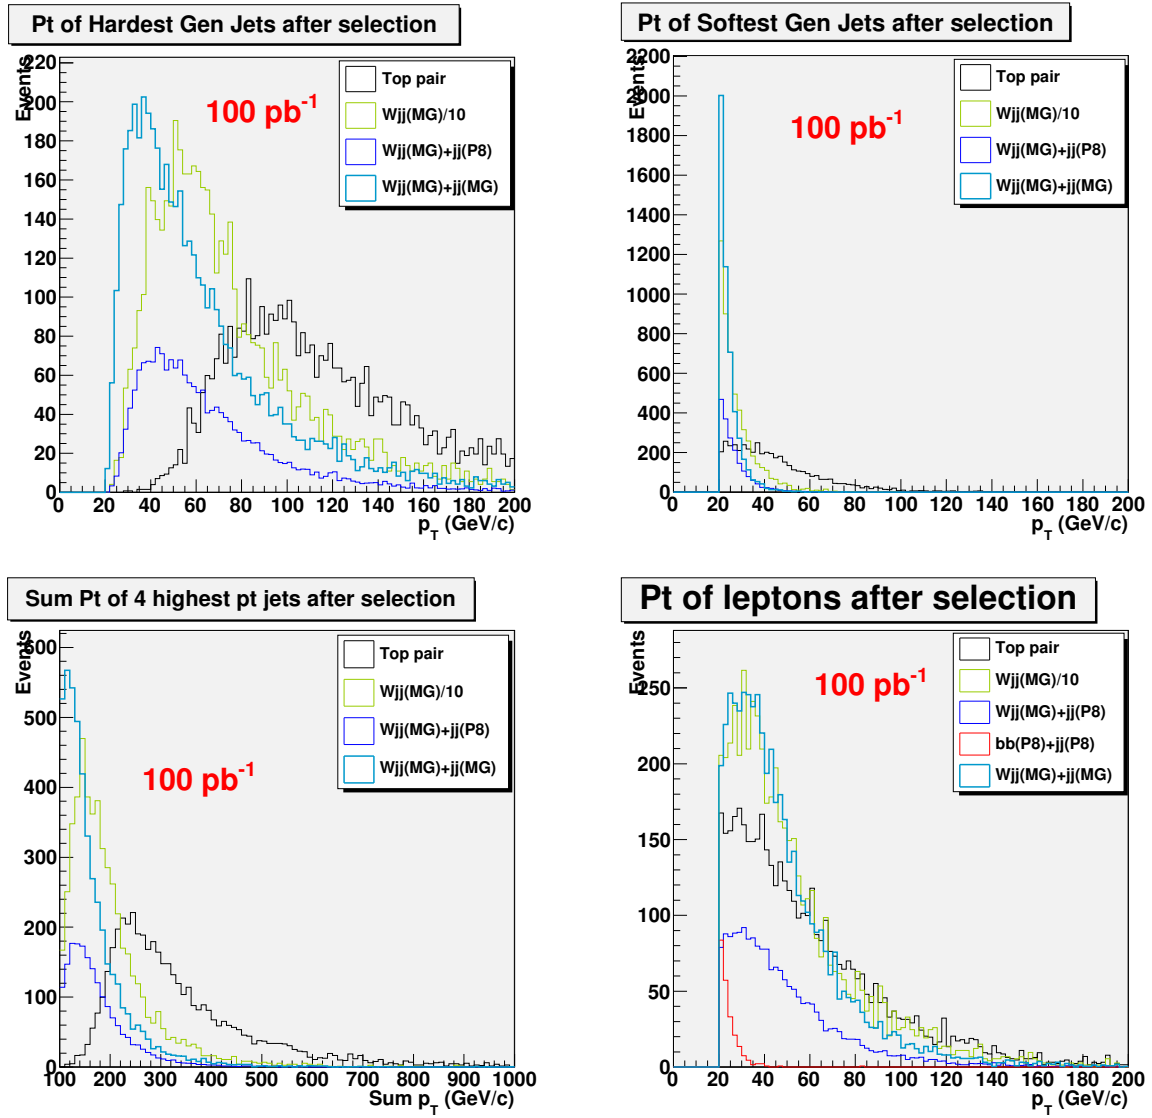 Pt of Hardest Gen Jets after selection
Events
220
200
180
160
140
120
100
80
60
40
20
0
0 20 40 60 80 100 120 140 160 180 200
p_T (GeV/c)
100 pb^-1
Top pair
Wjj(MG)/10
Wjj(MG)+jj(P8)
Wjj(MG)+jj(MG)
Pt of Softest Gen Jets after selection
Events
2200
2000
1800
1600
1400
1200
1000
800
600
400
200
0
0 20 40 60 80 100 120 140 160 180 200
p_T (GeV/c)
100 pb^-1
Top pair
Wjj(MG)/10
Wjj(MG)+jj(P8)
Wjj(MG)+jj(MG)
Sum Pt of 4 highest pt jets after selection
Events
600
500
400
300
200
100
0
100 200 300 400 500 600 700 800 900 1000
Sum p_T (GeV/c)
100 pb^-1
Top pair
Wjj(MG)/10
Wjj(MG)+jj(P8)
Wjj(MG)+jj(MG)
Pt of leptons after selection
Events
250
200
150
100
50
0
0 20 40 60 80 100 120 140 160 180 200
p_T (GeV/c)
100 pb^-1
Top pair
Wjj(MG)/10
Wjj(MG)+jj(P8)
bb(P8)+jj(P8)
Wjj(MG)+jj(MG)